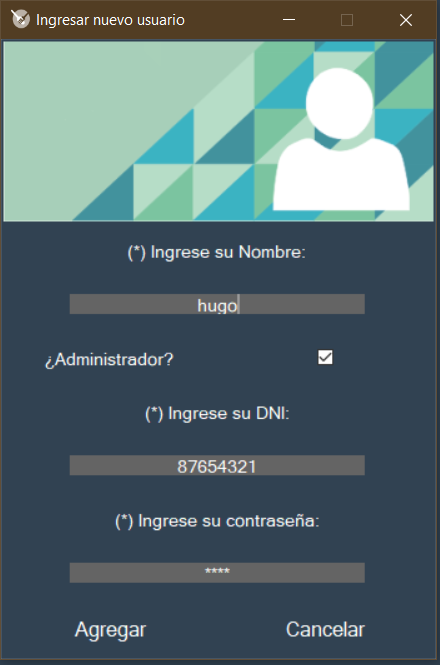 Ingresar nuevo usuario
(*) Ingrese su Nombre:
hugo
¿Administrador?
(*) Ingrese su DNI:
87654321
(*) Ingrese su contraseña:
****
Agregar Cancelar